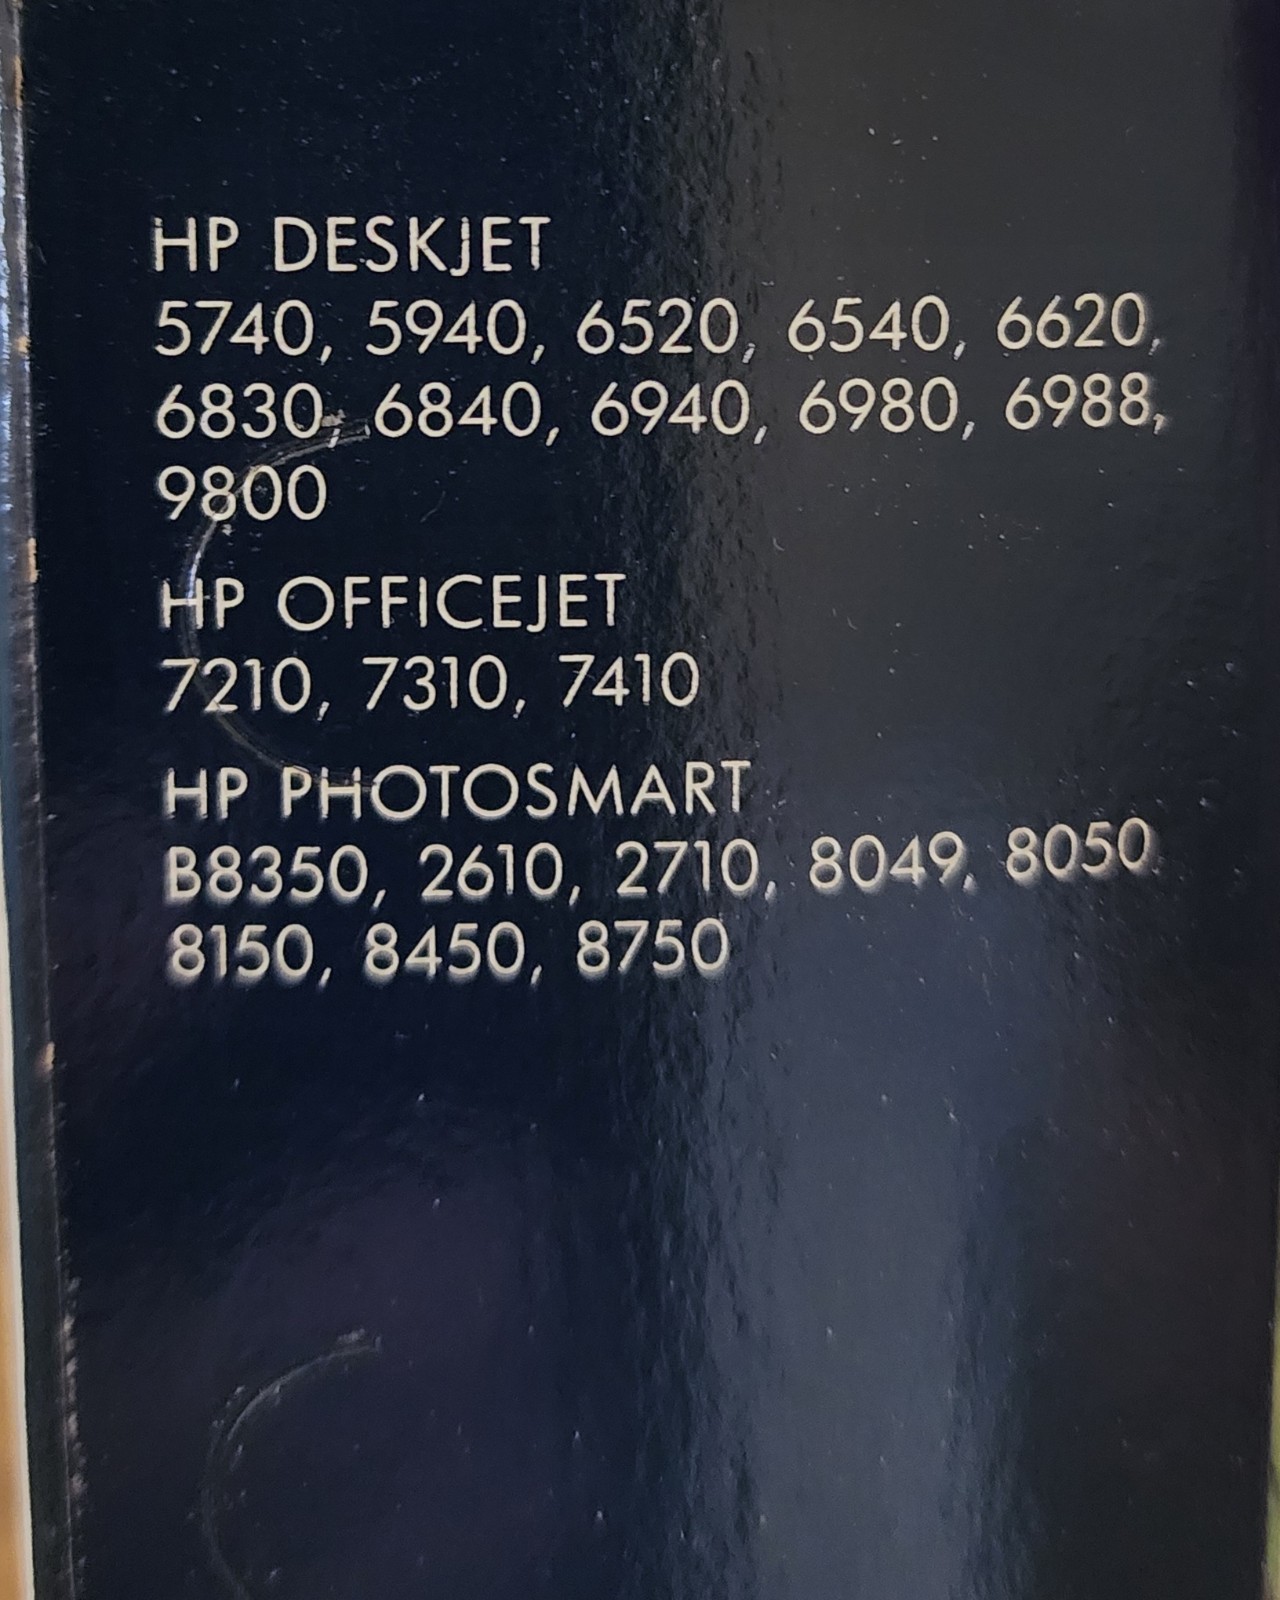 HP DESKJET
5740, 5940, 6520, 6540, 6620,
6830, 6840, 6940, 6980, 6988,
9800
HP OFFICEJET
7210, 7310, 7410
HP PHOTOSMART
B8350, 2610, 2710, 8049, 8050
8150, 8450, 8750